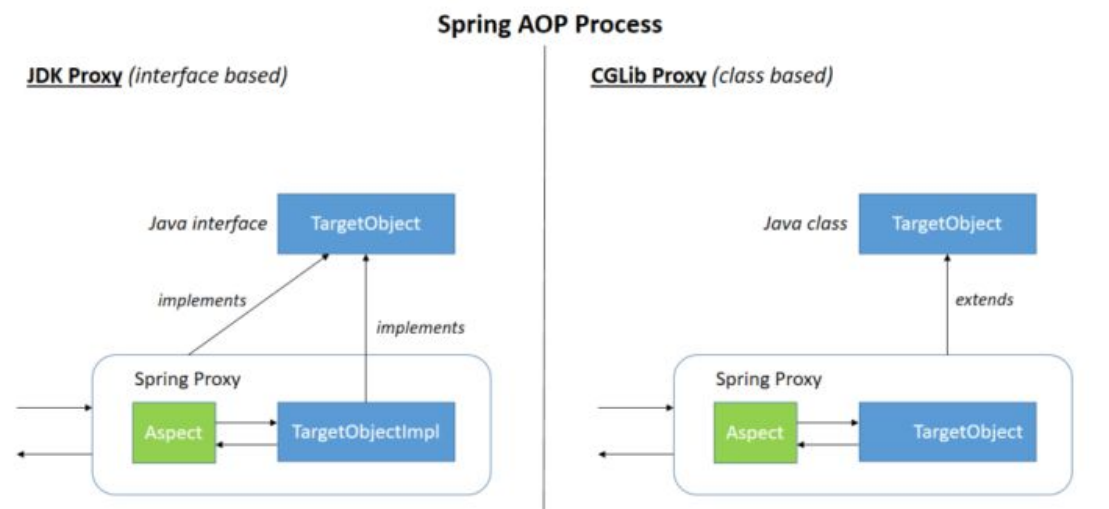 Spring AOP Process
JDK Proxy (interface based)
Java interface
TargetObject
implements
implements
Spring Proxy
Aspect
TargetObjectImpl
CGLib Proxy (class based)
Java class
TargetObject
extends
Spring Proxy
Aspect
TargetObject